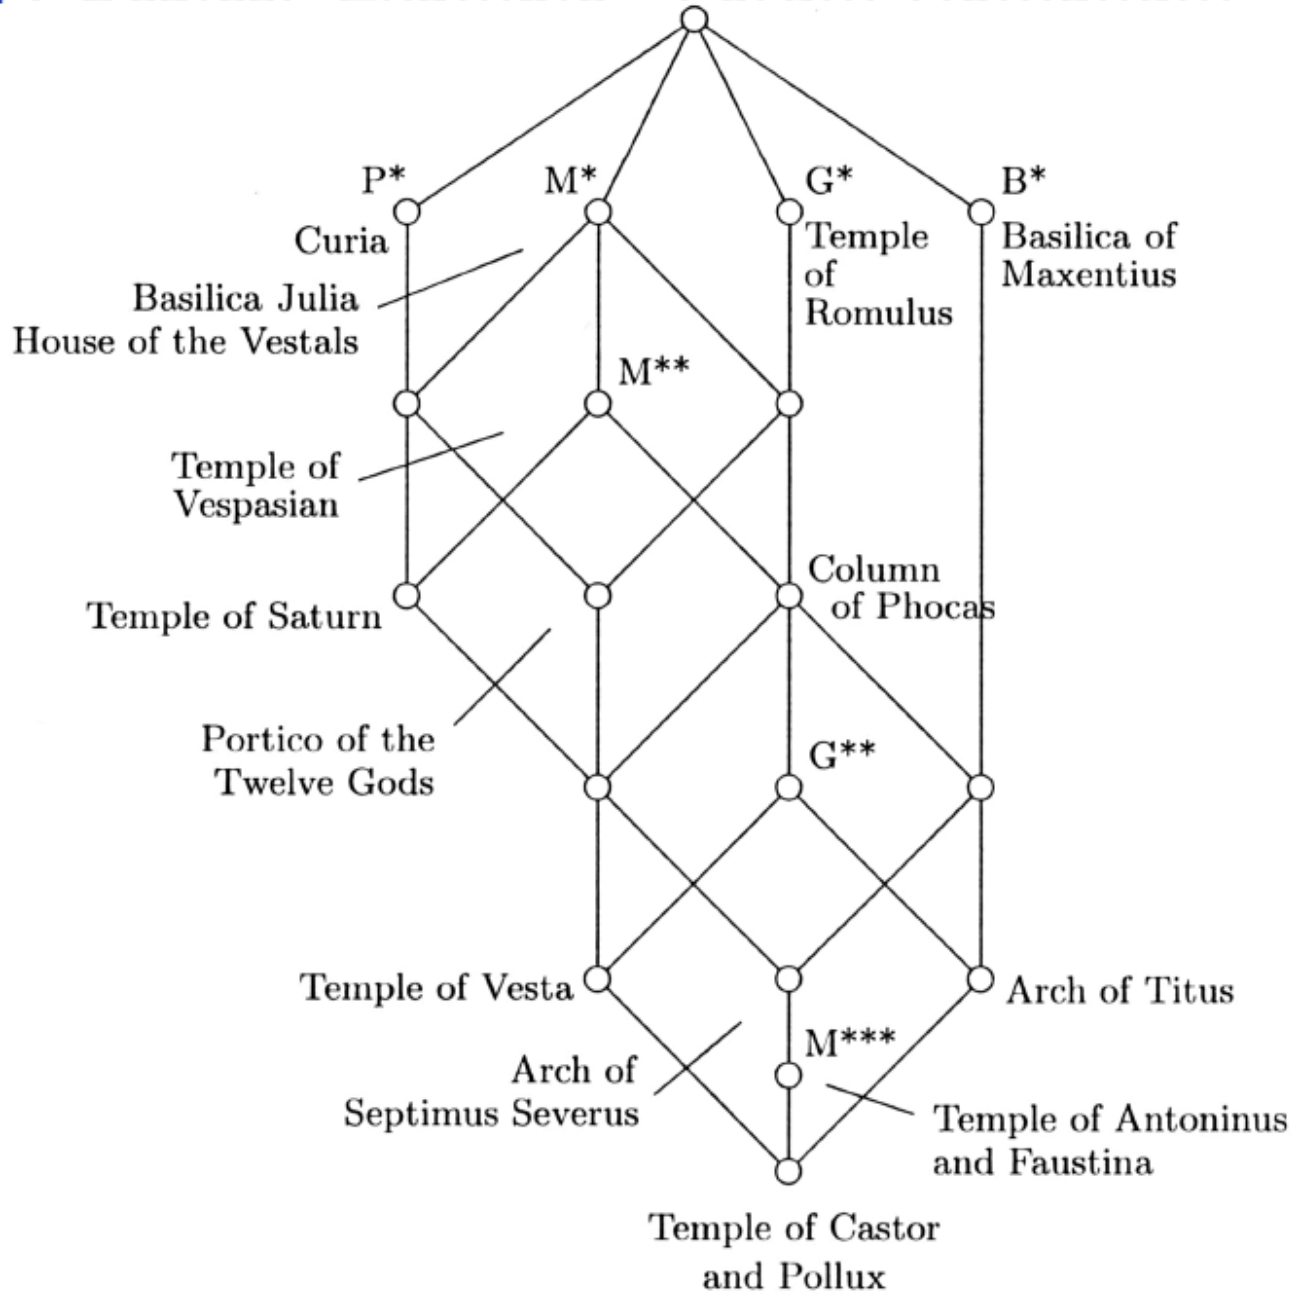 P*
M*
G*
B*
Curia
Temple
of
Romulus
Basilica of
Maxentius
Basilica Julia
House of the Vestals
M**
Temple of
Vespasian
Column
of Phocas
Temple of Saturn
Portico of the
Twelve Gods
G**
Temple of Vesta
Arch of Titus
M***
Arch of
Septimus Severus
Temple of Antoninus
and Faustina
Temple of Castor
and Pollux